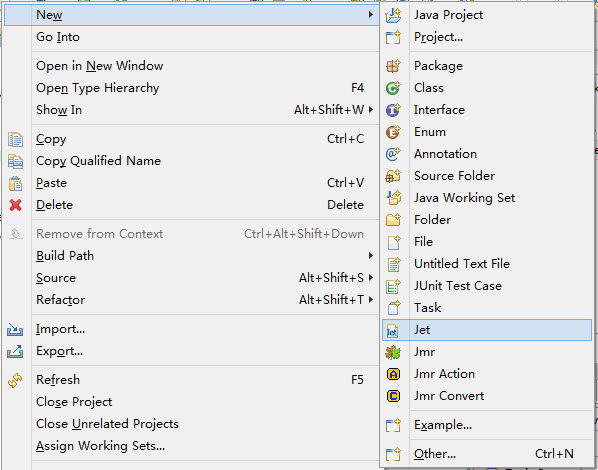 New
Go Into
Open in New Window
Open Type Hierarchy F4
Show In Alt+Shift+W
Copy Ctrl+C
Copy Qualified Name
Paste Ctrl+V
Delete Delete
Remove from Context Ctrl+Alt+Shift+Down
Build Path
Source Alt+Shift+S
Refactor Alt+Shift+T
Import...
Export...
Refresh F5
Close Project
Close Unrelated Projects
Assign Working Sets...
Java Project
Project...
Package
Class
Interface
Enum
Annotation
Source Folder
Java Working Set
Folder
File
Untitled Text File
JUnit Test Case
Task
Jet
Jmr
Jmr Action
Jmr Convert
Example...
Other... Ctrl+N